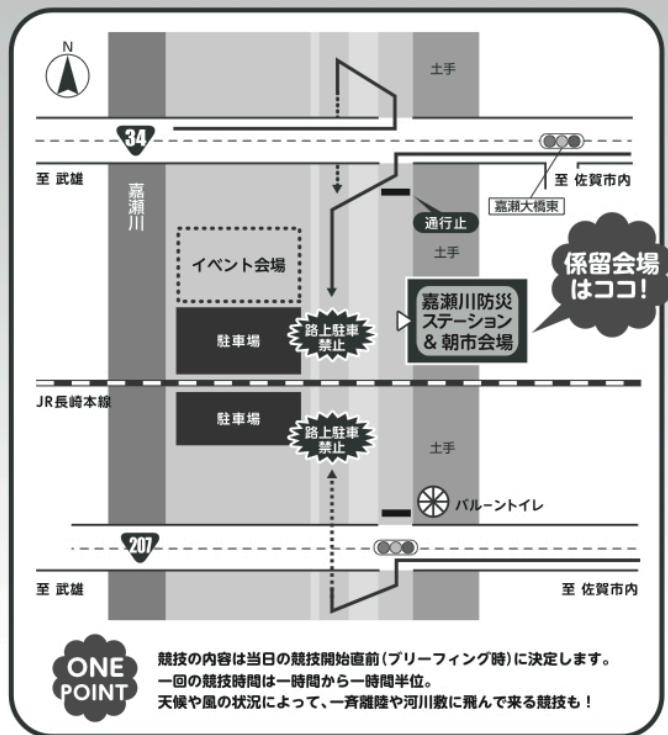 N
土手
34
至 武雄
至 佐賀市内
嘉瀬大橋東
嘉瀬川
通行止
土手
イベント会場
係留会場
はココ!
嘉瀬川防災
ステーション
& 朝市会場
駐車場
路上駐車
禁止
JR長崎本線
駐車場
路上駐車
禁止
土手
バルーントイレ
207
至 武雄
至 佐賀市内
ONE
POINT
競技の内容は当日の競技開始直前(ブリーフィング時)に決定します。
一回の競技時間は一時間から一時間半位。
天候や風の状況によって、一斉離陸や河川敷に飛んで来る競技も!